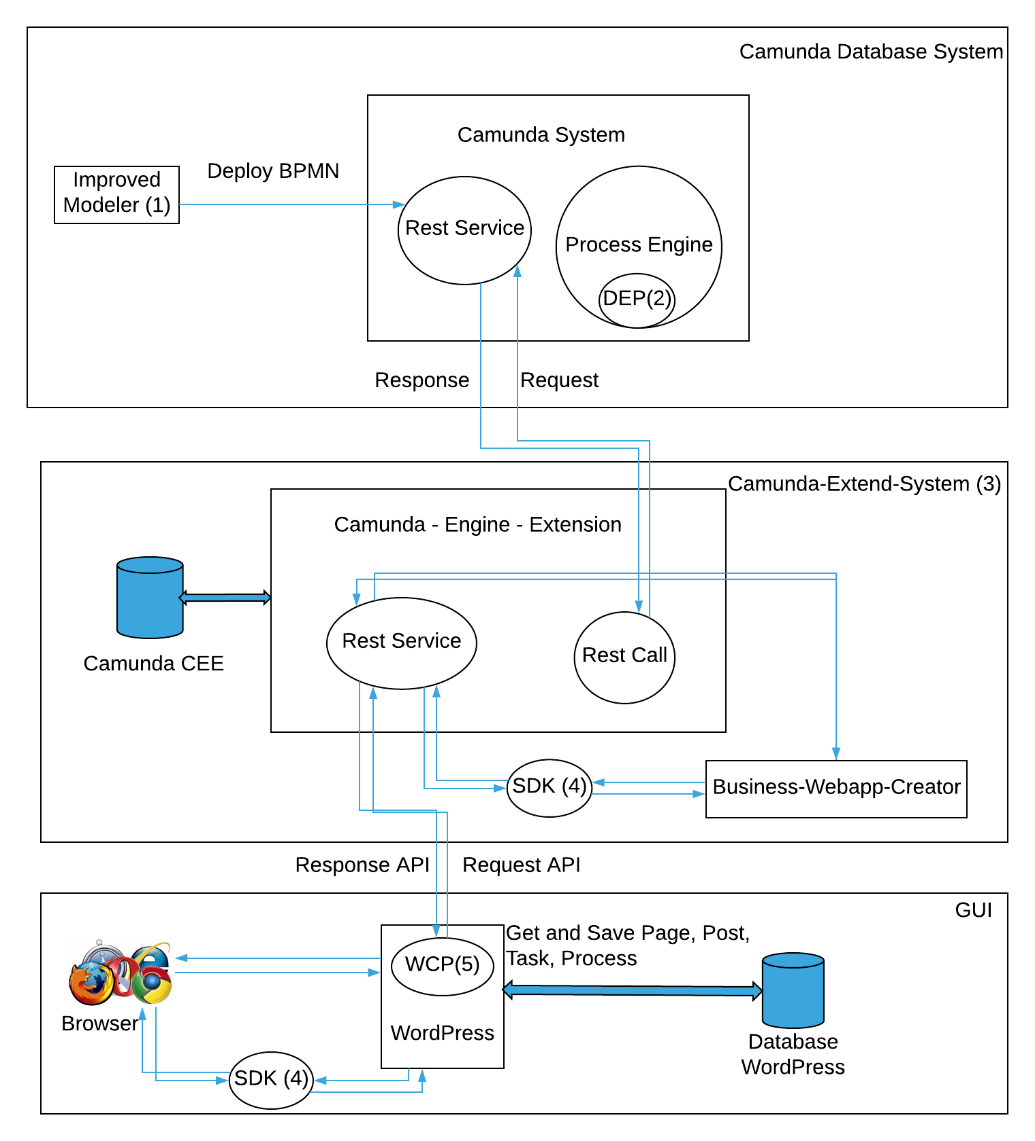 Camunda Database System
Camunda System
Improved
Modeler (1)
Deploy BPMN
Rest Service
Process Engine
DEP(2)
Response
Request
Camunda-Extend-System (3)
Camunda - Engine - Extension
Camunda CEE
Rest Service
Rest Call
SDK (4)
Business-Webapp-Creator
Response API
Request API
GUI
Get and Save Page, Post,
Task, Process
WCP(5)
WordPress
Browser
Database
WordPress
SDK (4)